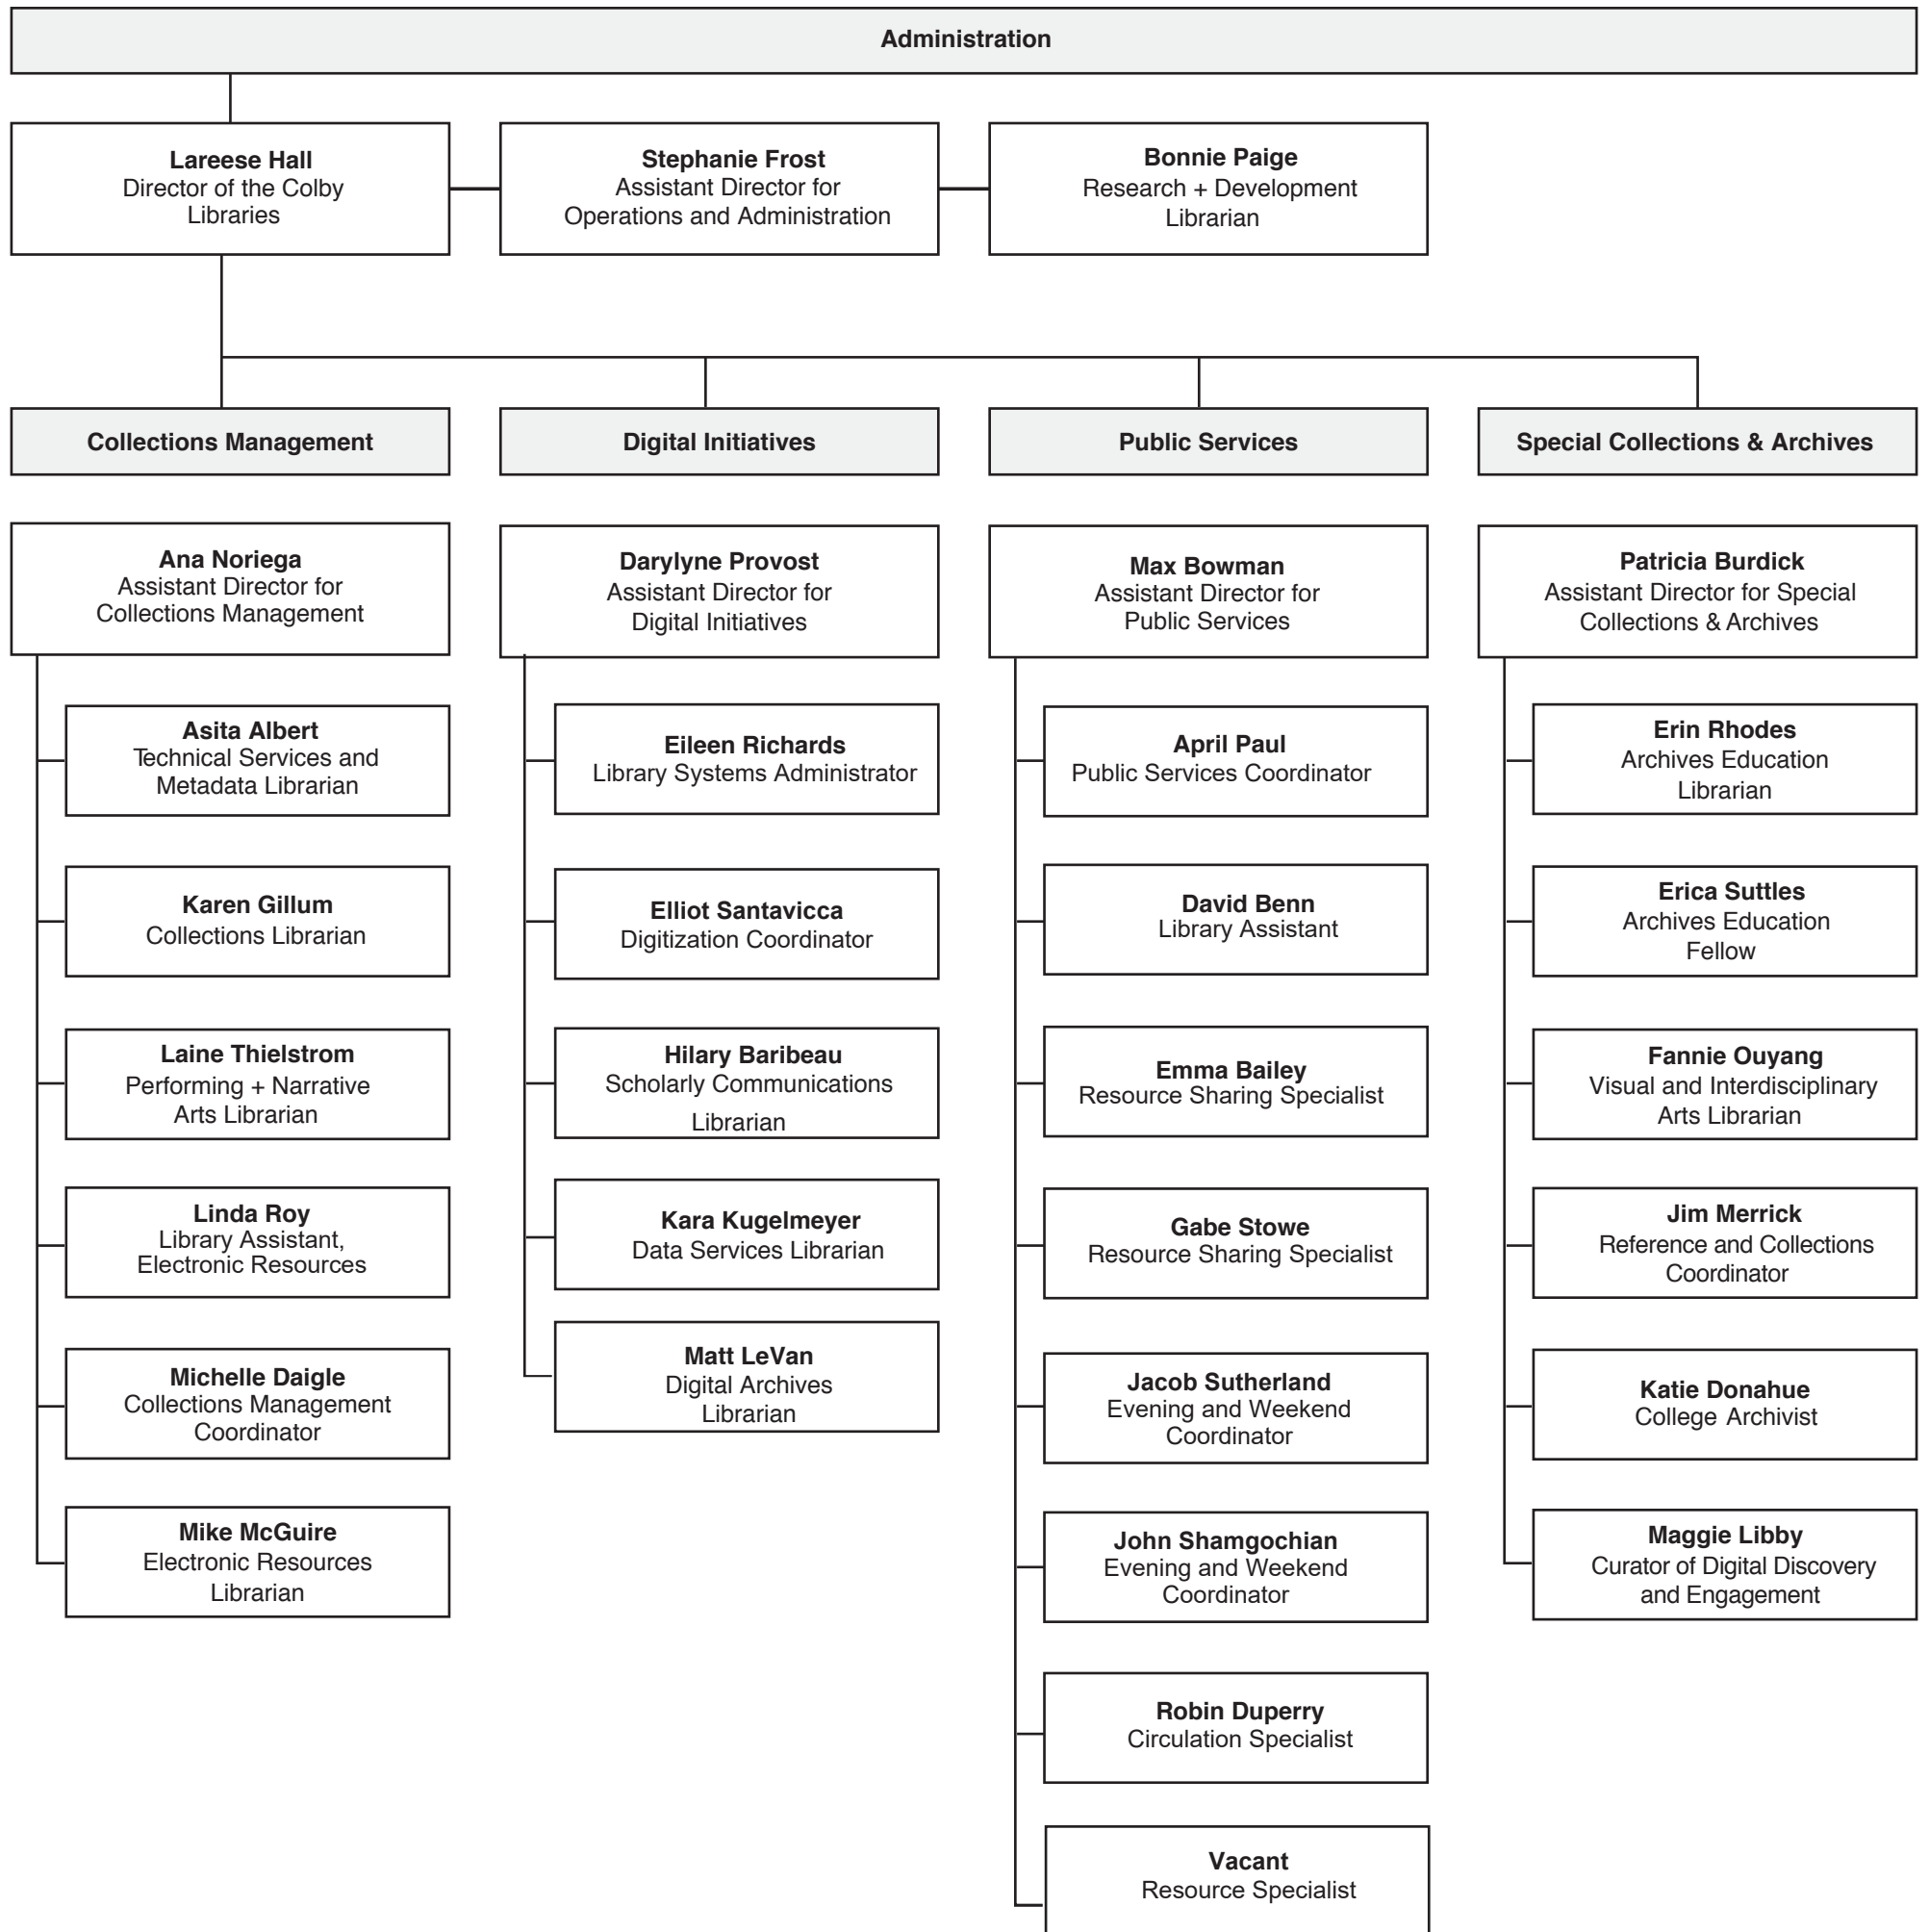 Administration
Lareese Hall
Director of the Colby
Libraries
Stephanie Frost
Assistant Director for
Operations and Administration
Bonnie Paige
Research + Development
Librarian
Collections Management
Digital Initiatives
Public Services
Special Collections & Archives
Ana Noriega
Assistant Director for
Collections Management
Asita Albert
Technical Services and
Metadata Librarian
Karen Gillum
Collections Librarian
Laine Thielstrom
Performing + Narrative
Arts Librarian
Linda Roy
Library Assistant,
Electronic Resources
Michelle Daigle
Collections Management
Coordinator
Mike McGuire
Electronic Resources
Librarian
Darylyne Provost
Assistant Director for
Digital Initiatives
Eileen Richards
Library Systems Administrator
Elliot Santavicca
Digitization Coordinator
Hilary Baribeau
Scholarly Communications
Librarian
Kara Kugelmeyer
Data Services Librarian
Matt LeVan
Digital Archives
Librarian
Max Bowman
Assistant Director for
Public Services
April Paul
Public Services Coordinator
David Benn
Library Assistant
Emma Bailey
Resource Sharing Specialist
Gabe Stowe
Resource Sharing Specialist
Jacob Sutherland
Evening and Weekend
Coordinator
John Shamgochian
Evening and Weekend
Coordinator
Robin Duperry
Circulation Specialist
Vacant
Resource Specialist
Patricia Burdick
Assistant Director for Special
Collections & Archives
Erin Rhodes
Archives Education
Librarian
Erica Suttles
Archives Education
Fellow
Fannie Ouyang
Visual and Interdisciplinary
Arts Librarian
Jim Merrick
Reference and Collections
Coordinator
Katie Donahue
College Archivist
Maggie Libby
Curator of Digital Discovery
and Engagement